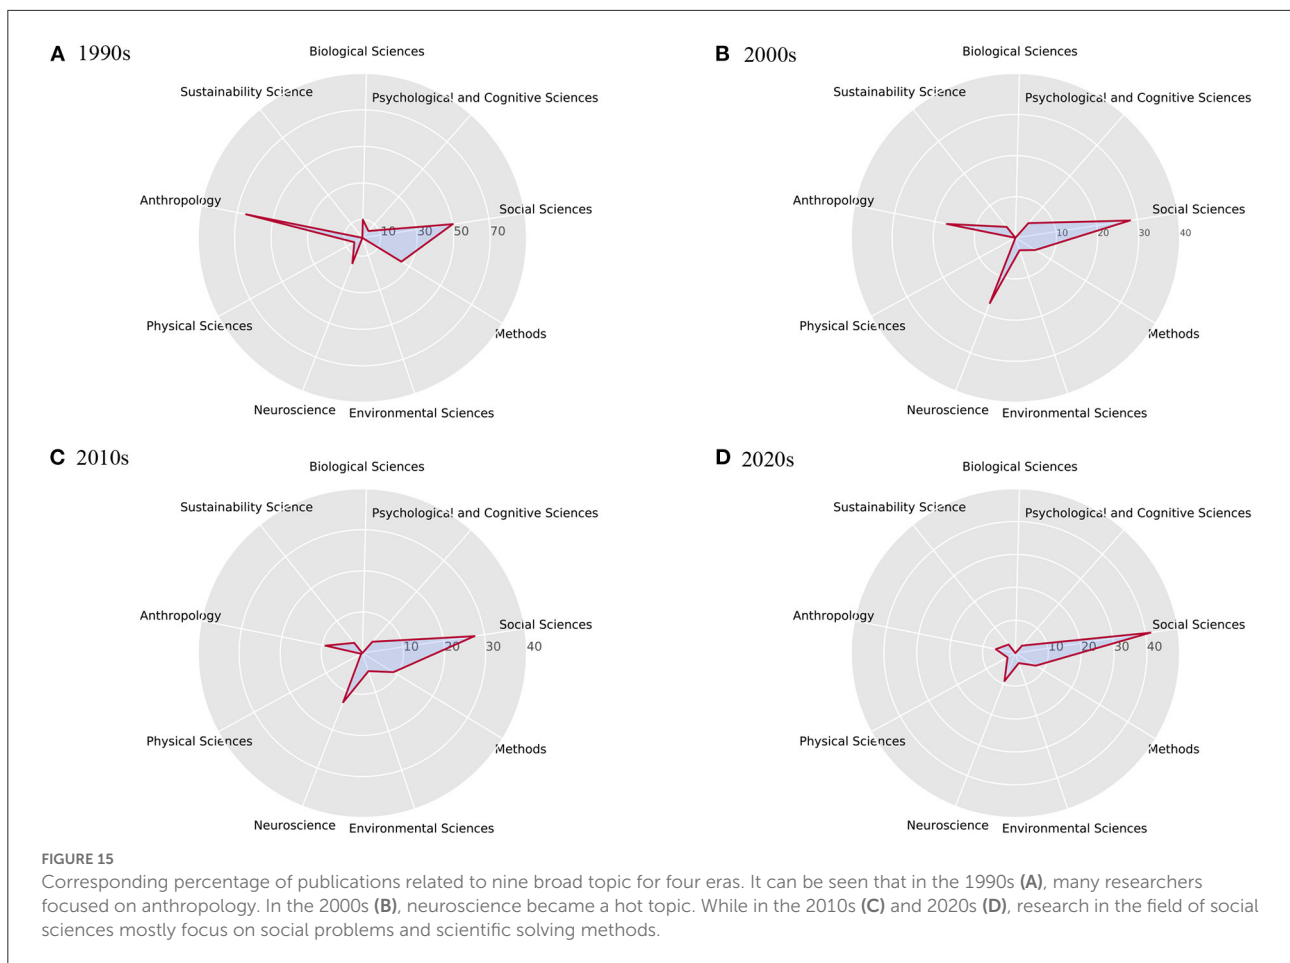 A 1990s
Biological Sciences
Sustainability Science
Psychological and Cognitive Sciences
Anthropology
Social Sciences
10 30 50 70
Physical Sciences
Methods
Neuroscience
Environmental Sciences
B 2000s
Biological Sciences
Sustainability Science
Psychological and Cognitive Sciences
Anthropology
Social Sciences
10 20 30 40
Physical Sciences
Methods
Neuroscience
Environmental Sciences
C 2010s
Biological Sciences
Sustainability Science
Psychological and Cognitive Sciences
Anthropology
Social Sciences
10 20 30 40
Physical Sciences
Methods
Neuroscience
Environmental Sciences
D 2020s
Biological Sciences
Sustainability Science
Psychological and Cognitive Sciences
Anthropology
Social Sciences
10 20 30 40
Physical Sciences
Methods
Neuroscience
Environmental Sciences
FIGURE 15
Corresponding percentage of publications related to nine broad topic for four eras. It can be seen that in the 1990s (A), many researchers
focused on anthropology. In the 2000s (B), neuroscience became a hot topic. While in the 2010s (C) and 2020s (D), research in the field of social
sciences mostly focus on social problems and scientific solving methods.